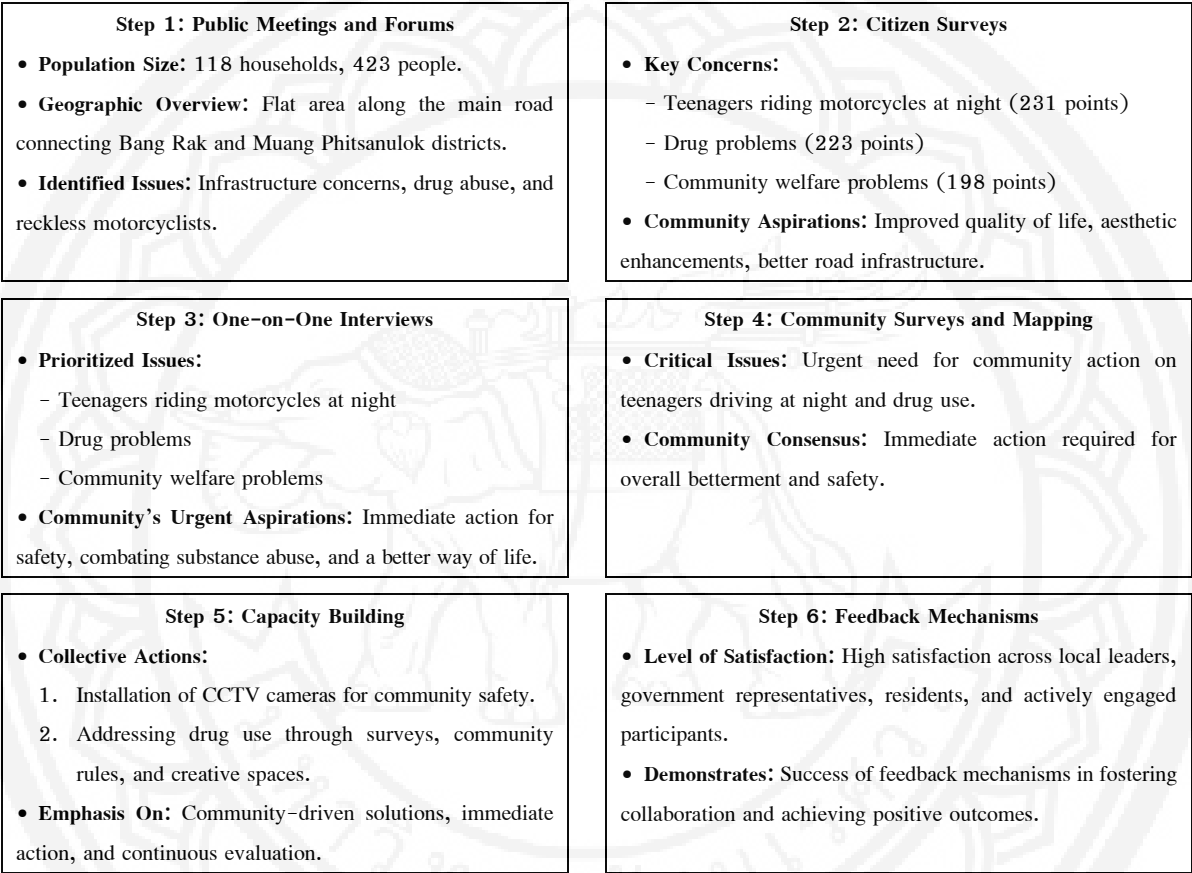 Step 1: Public Meetings and Forums
• Population Size: 118 households, 423 people.
• Geographic Overview: Flat area along the main road
connecting Bang Rak and Muang Phitsanulok districts.
• Identified Issues: Infrastructure concerns, drug abuse, and
reckless motorcyclists.
Step 2: Citizen Surveys
• Key Concerns:
- Teenagers riding motorcycles at night (231 points)
- Drug problems (223 points)
- Community welfare problems (198 points)
• Community Aspirations: Improved quality of life, aesthetic
enhancements, better road infrastructure.
Step 3: One-on-One Interviews
• Prioritized Issues:
- Teenagers riding motorcycles at night
- Drug problems
- Community welfare problems
• Community's Urgent Aspirations: Immediate action for
safety, combating substance abuse, and a better way of life.
Step 4: Community Surveys and Mapping
• Critical Issues: Urgent need for community action on
teenagers driving at night and drug use.
• Community Consensus: Immediate action required for
overall betterment and safety.
Step 5: Capacity Building
• Collective Actions:
1. Installation of CCTV cameras for community safety.
2. Addressing drug use through surveys, community
rules, and creative spaces.
• Emphasis On: Community-driven solutions, immediate
action, and continuous evaluation.
Step 6: Feedback Mechanisms
• Level of Satisfaction: High satisfaction across local leaders,
government representatives, residents, and actively engaged
participants.
• Demonstrates: Success of feedback mechanisms in fostering
collaboration and achieving positive outcomes.